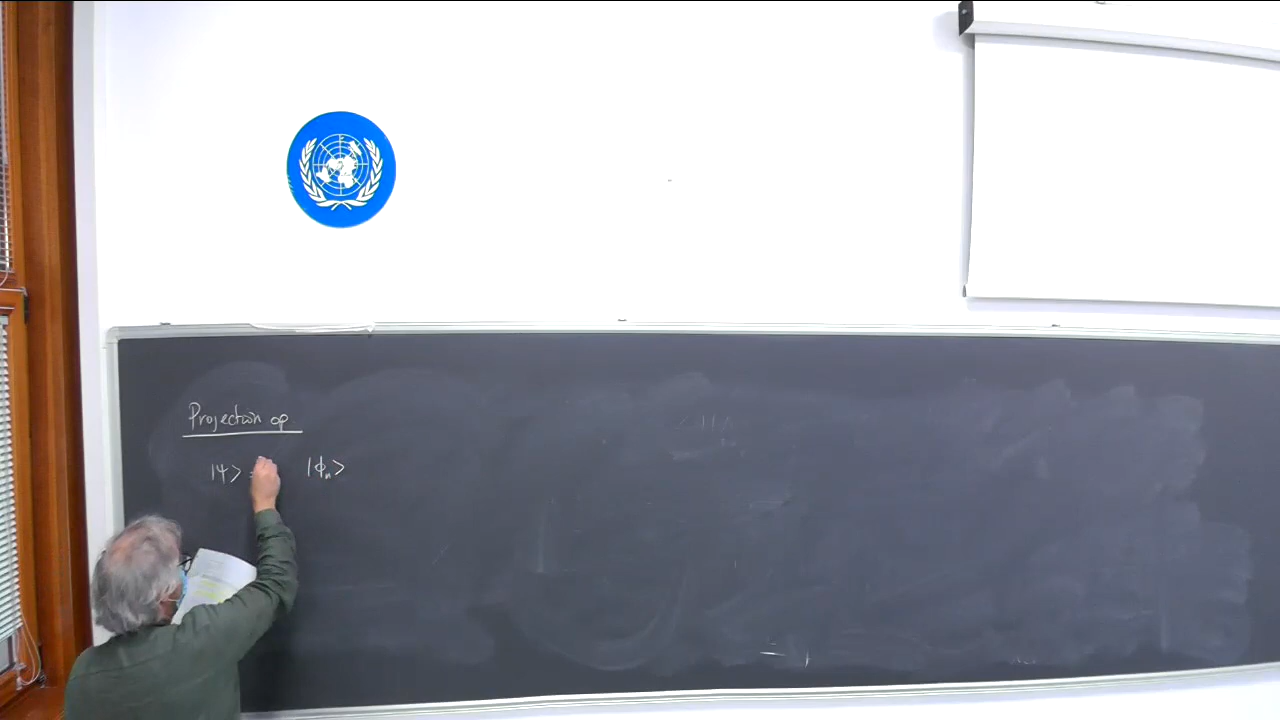 Projection op
|ψ> = |ϕₙ>